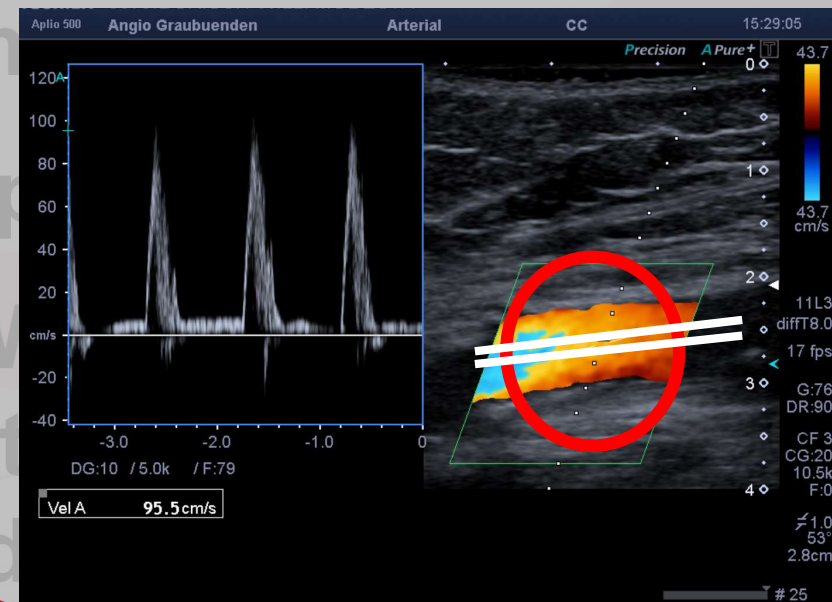 Aplio 500 Angio Graubuenden Arterial CC 15:29:05
Precision A Pure+ T
43.7
43.7
cm/s
120 A
100
80
60
40
20
cm/s
-20
-40
-3.0 -2.0 -1.0 0
DG:10 / 5.0k / F:79
Vel A 95.5cm/s
0
1
2
3
4
11L3
diffT8.0
17 fps
G:76
DR:90
CF 3
CG:20
10.5k
F:0
≠1.0
53°
2.8cm
# 25